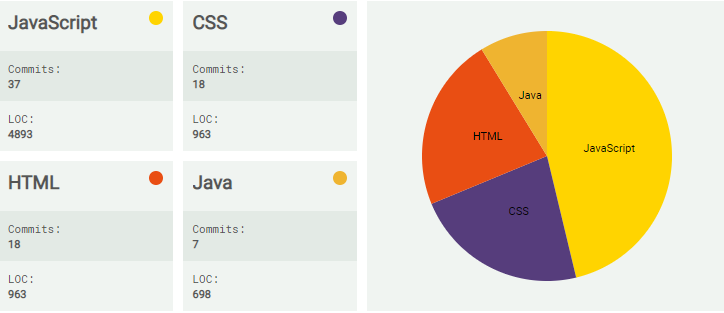 JavaScript
Commits:
37
LOC:
4893
CSS
Commits:
18
LOC:
963
HTML
Commits:
18
LOC:
963
Java
Commits:
7
LOC:
698
Java
HTML
JavaScript
CSS